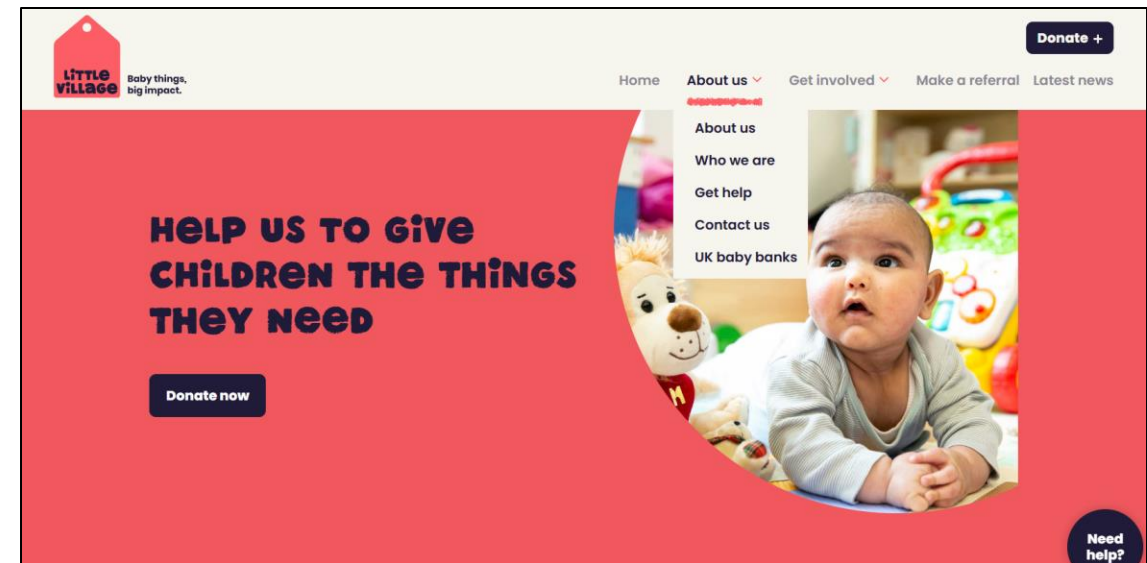 Donate +
LiTTLe
ViLLaGe
Baby things,
big impact.
Home About us Get involved Make a referral Latest news
About us
Who we are
Get help
Contact us
UK baby banks
HeLP US TO GiVe
CHiLDReN THe THiNGS
THeY NeeD
Donate now
M
Need
help?